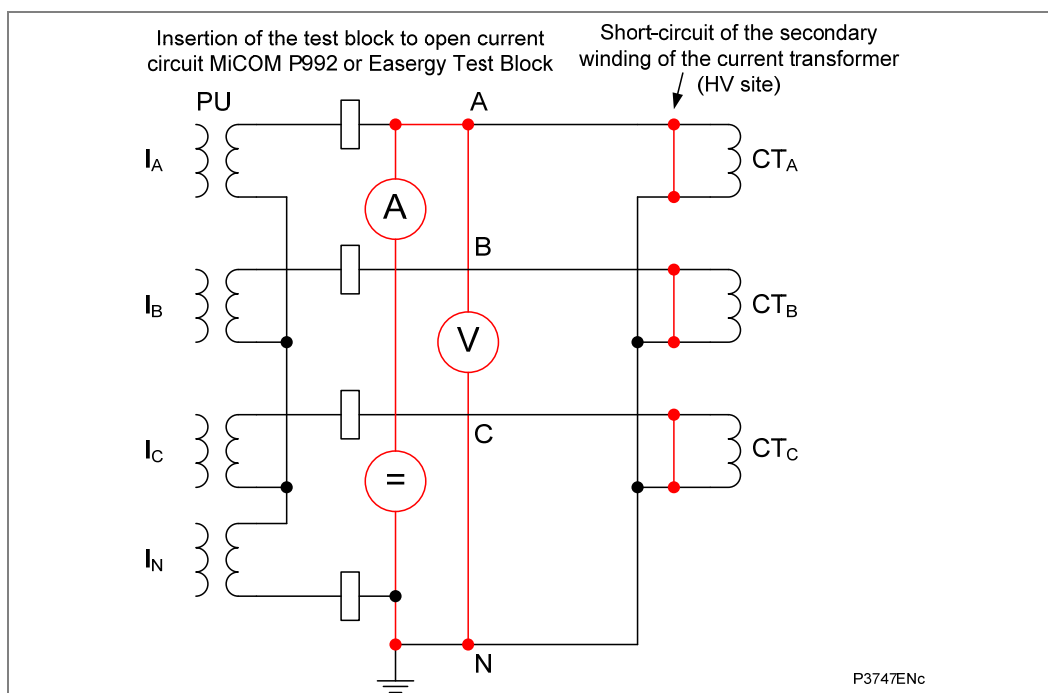 Insertion of the test block to open current
circuit MiCOM P992 or Easergy Test Block
Short-circuit of the secondary
winding of the current transformer
(HV site)
PU
A
IA
CTA
A
B
IB
CTB
V
C
IC
CTC
=
IN
N
P3747ENc